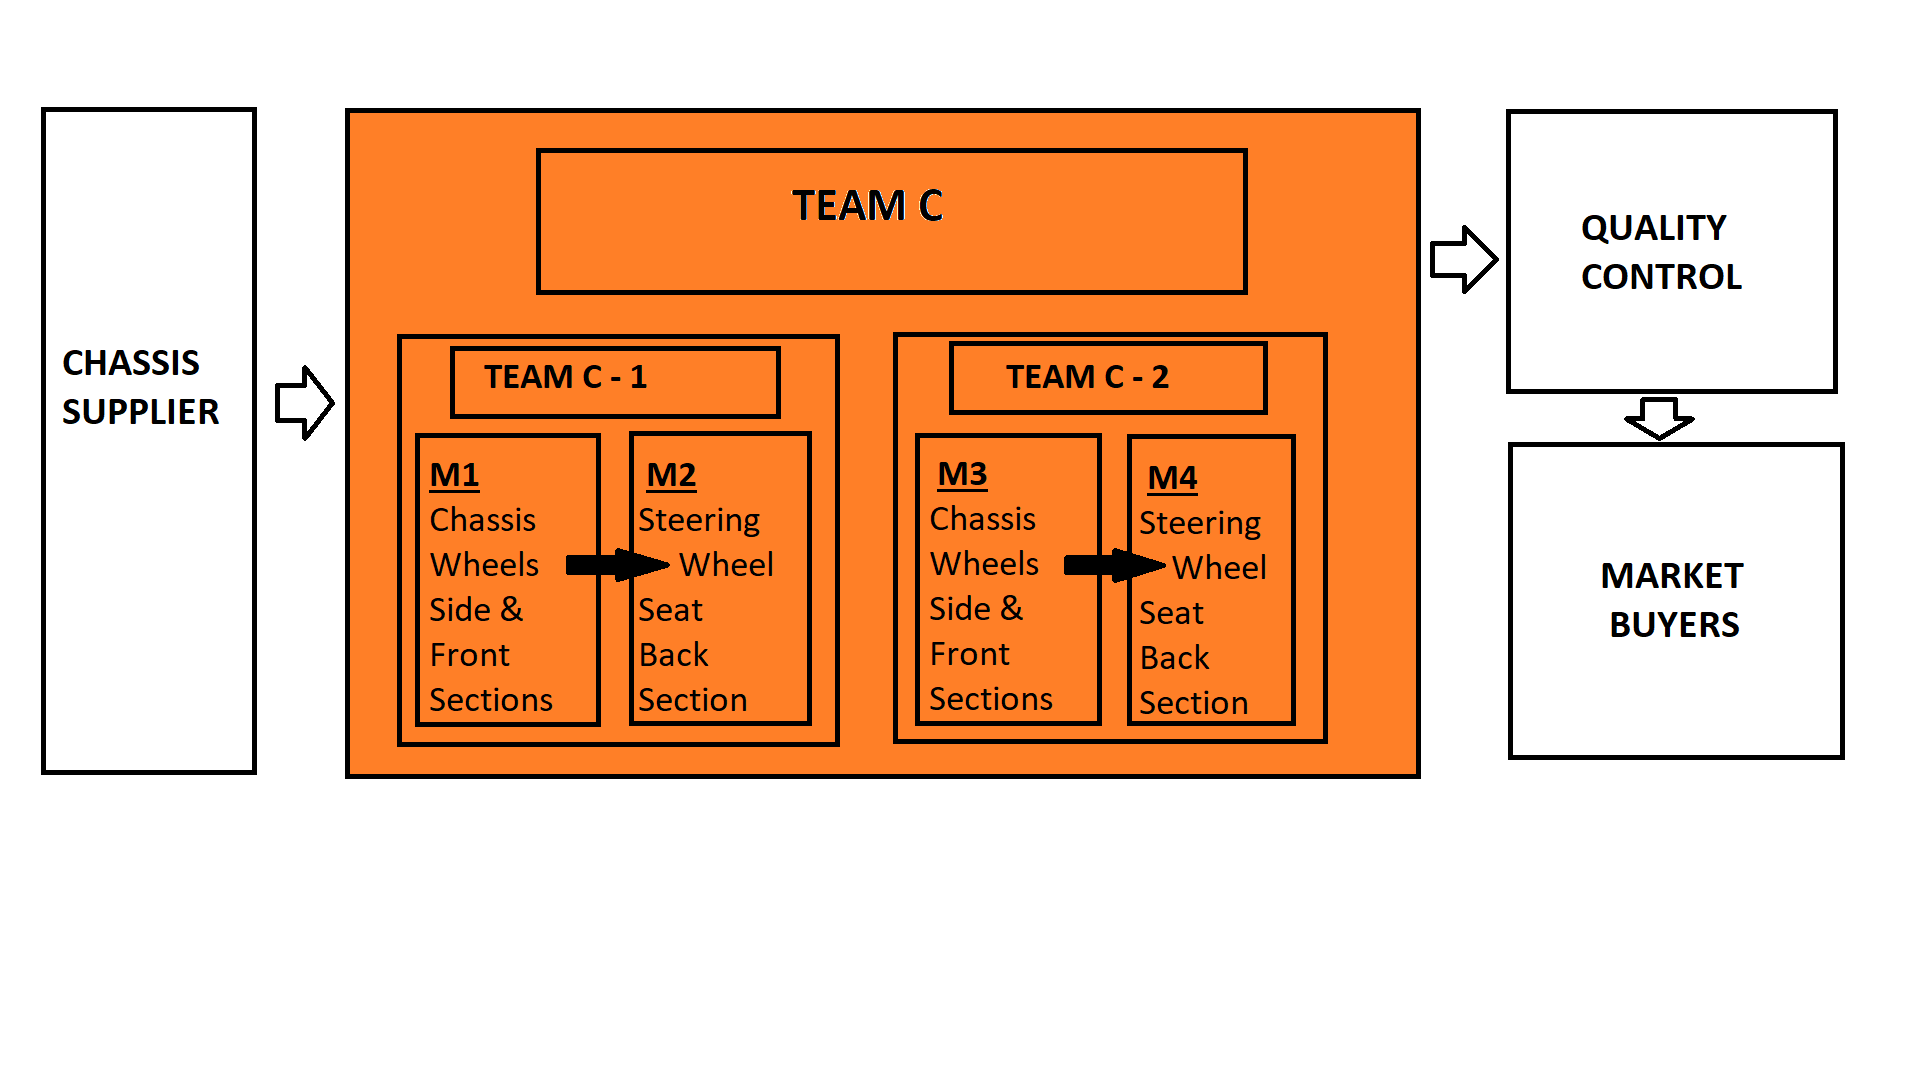 CHASSIS
SUPPLIER
TEAM C
TEAM C - 1
M1
Chassis
Wheels
Side &
Front
Sections
M2
Steering
Wheel
Seat
Back
Section
TEAM C - 2
M3
Chassis
Wheels
Side &
Front
Sections
M4
Steering
Wheel
Seat
Back
Section
QUALITY
CONTROL
MARKET
BUYERS